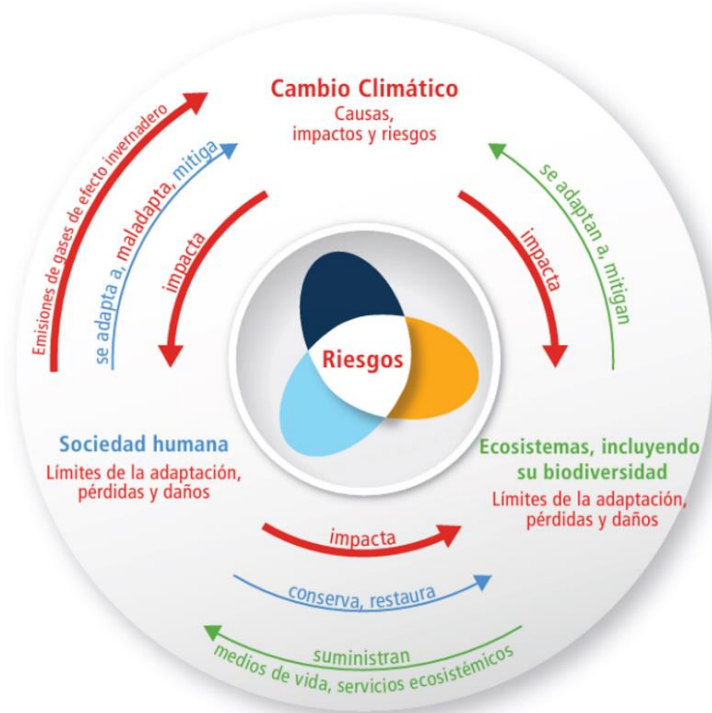 Cambio Climático
Causas,
impactos y riesgos
Emisiones de gases de efecto invernadero
se adapta a, maladapta, mitiga
impacta
impacta
se adaptan a, mitigan
Riesgos
Sociedad humana
Límites de la adaptación,
pérdidas y daños
Ecosistemas, incluyendo
su biodiversidad
Límites de la adaptación,
pérdidas y daños
impacta
conserva, restaura
suministran
medios de vida, servicios ecosistémicos